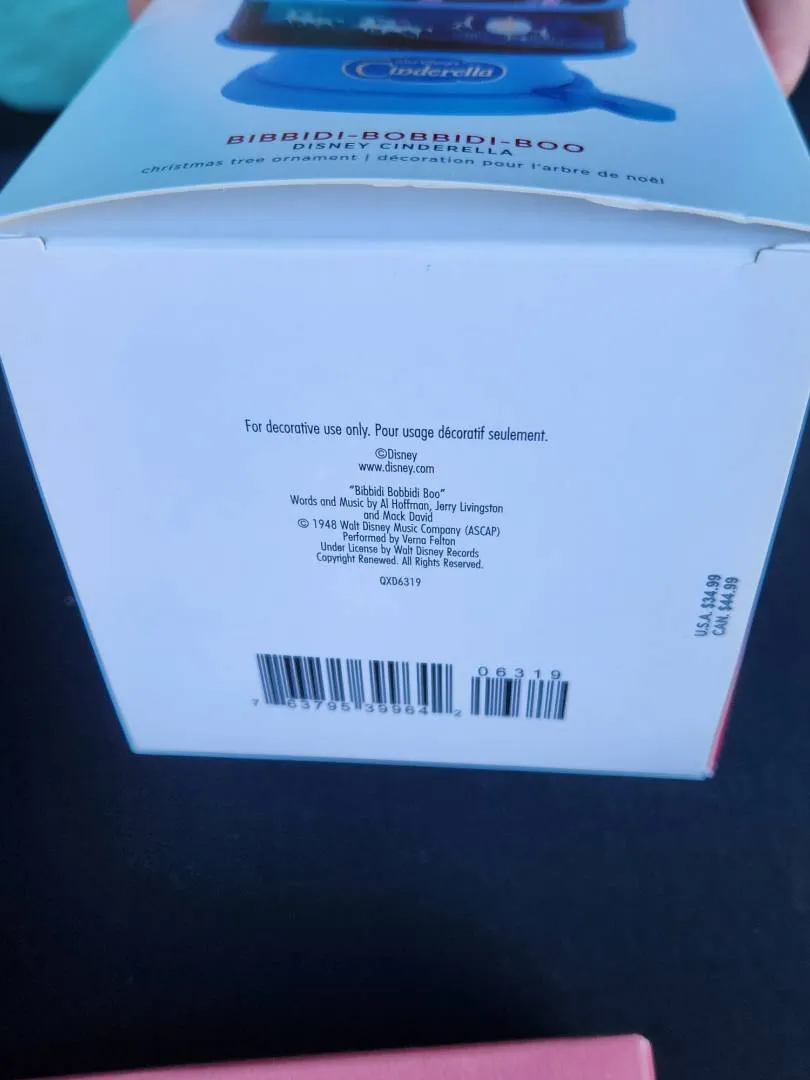 Cinderella
BIBBIDI-BOBBIDI-BOO
DISNEY CINDERELLA
christmas tree ornament | décoration pour l'arbre de noël
For decorative use only. Pour usage décoratif seulement.
©Disney
www.disney.com
"Bibbidi Bobbidi Boo"
Words and Music by Al Hoffman, Jerry Livingston
and Mack David
© 1948 Walt Disney Music Company (ASCAP)
Performed by Verna Felton
Under License by Walt Disney Records
Copyright Renewed. All Rights Reserved.
QXD6319
U.S.A. $34.99
CAN. $44.99
06319
7 63795 39964 2